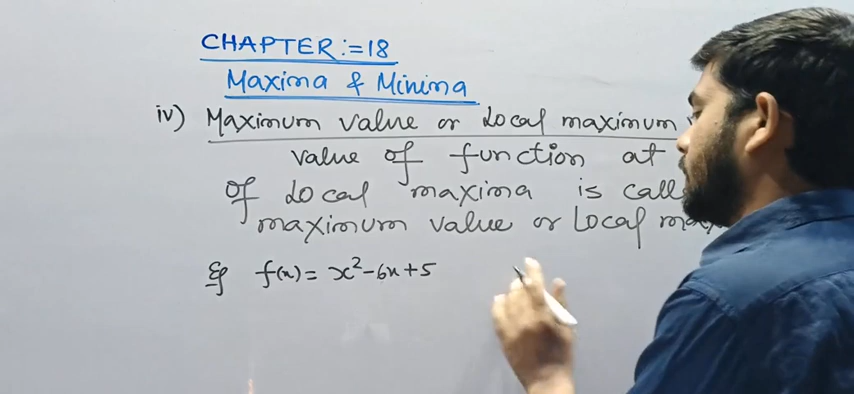 CHAPTER :=18
Maxima & Minima
iv) Maximum value or Local maximum
value of function at
of Local maxima is call
maximum value or Local max
Eg f(x) = x²-6x+5